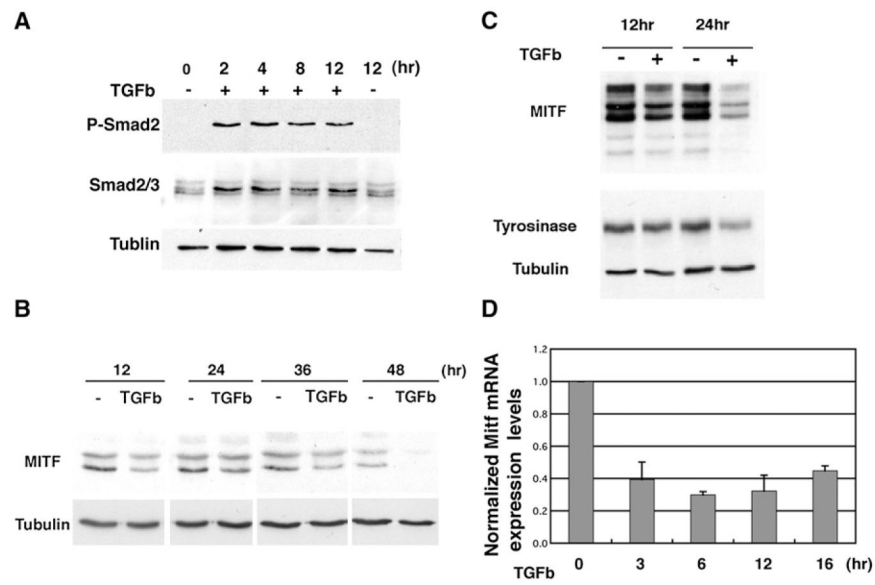 A
0 2 4 8 12 12 (hr)
TGFb - + + + + -
P-Smad2
Smad2/3
Tublin
B
12 24 36 48 (hr)
- TGFb - TGFb - TGFb - TGFb
MITF
Tubulin
C
12hr 24hr
TGFb - + - +
MITF
Tyrosinase
Tubulin
D
Normalized Mitf mRNA
expression levels
1.2
1.0
0.8
0.6
0.4
0.2
0.0
TGFb 0 3 6 12 16 (hr)